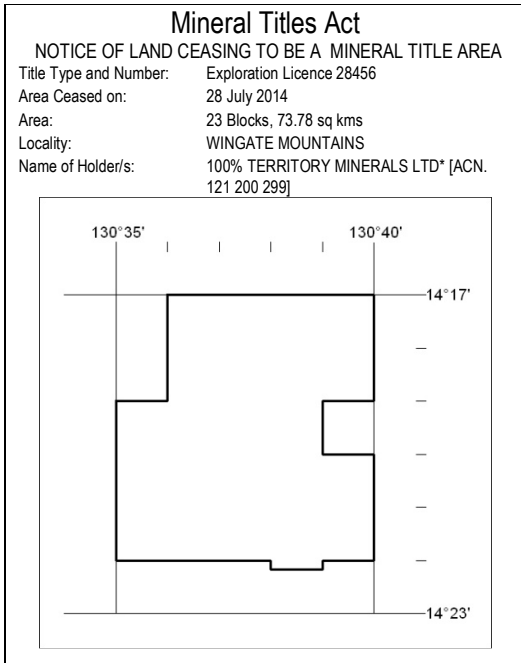 Mineral Titles Act
NOTICE OF LAND CEASING TO BE A MINERAL TITLE AREA
Title Type and Number: Exploration Licence 28456
Area Ceased on: 28 July 2014
Area: 23 Blocks, 73.78 sq kms
Locality: WINGATE MOUNTAINS
Name of Holder/s: 100% TERRITORY MINERALS LTD* [ACN.
121 200 299]
130°35' 130°40'
14°17'
14°23'